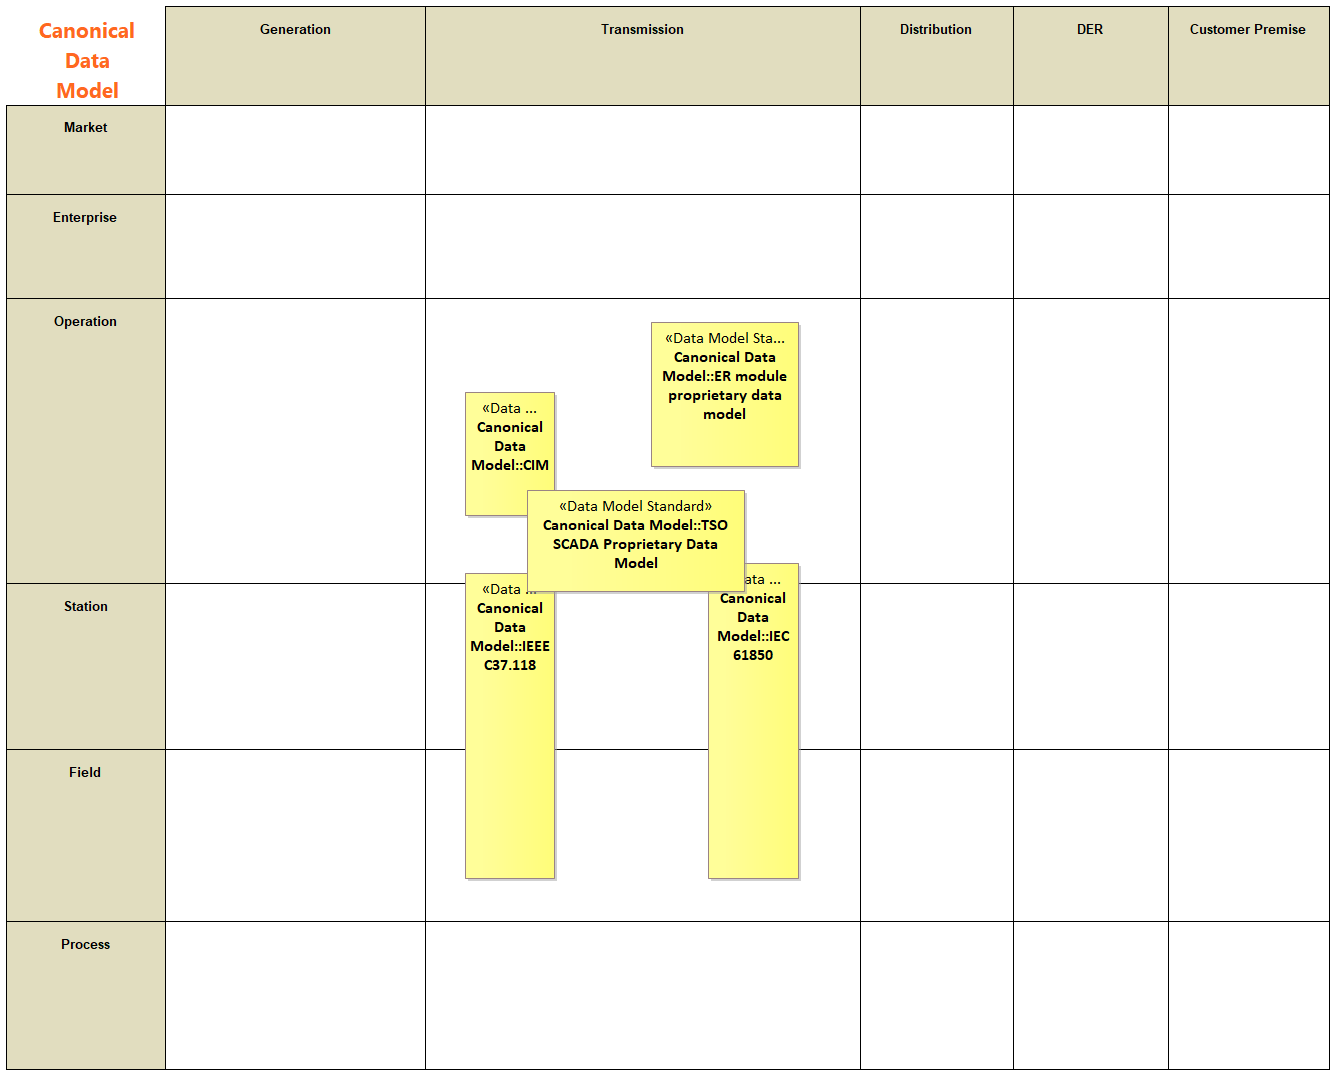 Canonical
Data
Model
Generation
Transmission
Distribution
DER
Customer Premise
Market
Enterprise
Operation
«Data Model Sta...
Canonical Data
Model::ER module
proprietary data
model
«Data ...
Canonical
Data
Model::CIM
«Data Model Standard»
Canonical Data Model::TSO
SCADA Proprietary Data
Model
Station
«Data ...
Canonical
Data
Model::IEEE
C37.118
ata ...
Canonical
Data
Model::IEC
61850
Field
Process